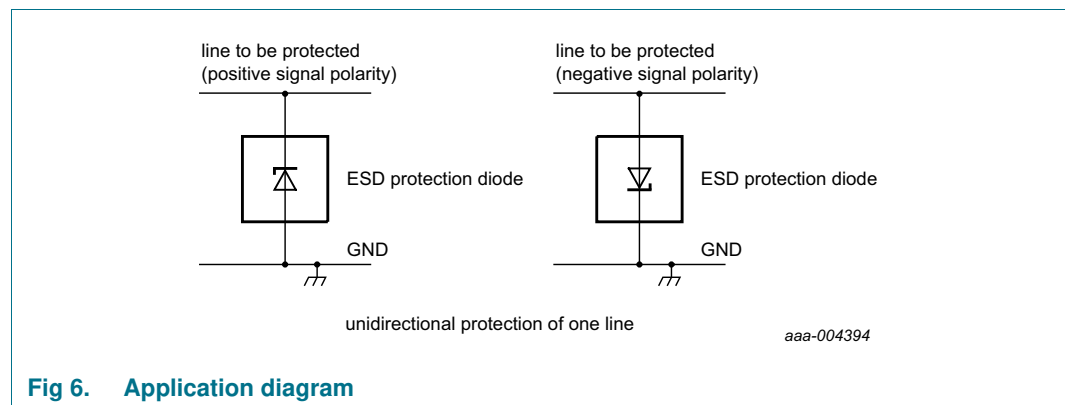 line to be protected
(positive signal polarity)
ESD protection diode
GND
line to be protected
(negative signal polarity)
ESD protection diode
GND
unidirectional protection of one line
aaa-004394
Fig 6. Application diagram